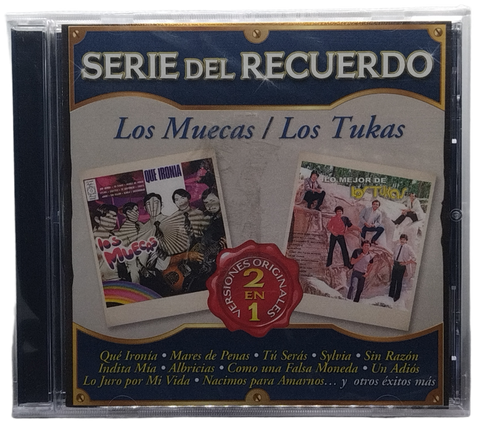 SERIE DEL RECUERDO
Los Muecas / Los Tukas
QUE IRONIA
los MUECAS
LO MEJOR DE
LOS TUKAS
VERSIONES ORIGINALES
2
EN
1
Qué Ironía • Mares de Penas • Tú Serás • Sylvia • Sin Razón
Indita Mía • Albricias • Como una Falsa Moneda • Un Adiós
Lo Juro por Mi Vida • Nacimos para Amarnos... y otros éxitos más